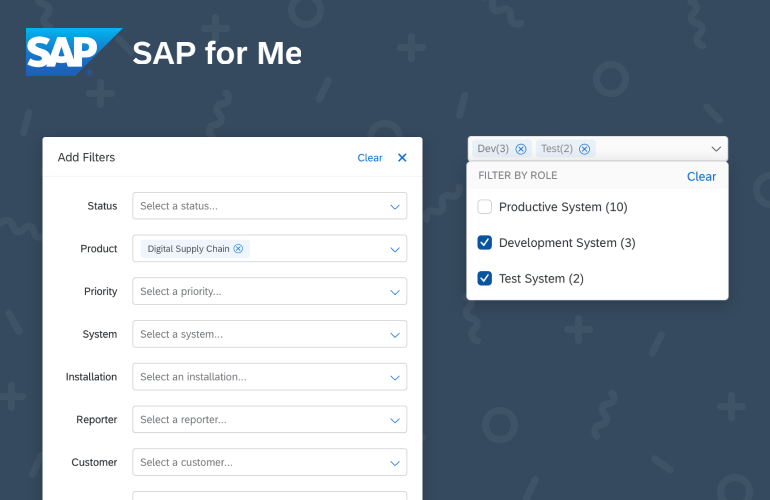 SAP
SAP for Me
Add Filters
Clear
Status
Select a status...
Product
Digital Supply Chain
Priority
Select a priority...
System
Select a system...
Installation
Select an installation...
Reporter
Select a reporter...
Customer
Select a customer...
Dev(3)
Test(2)
FILTER BY ROLE
Clear
Productive System (10)
Development System (3)
Test System (2)